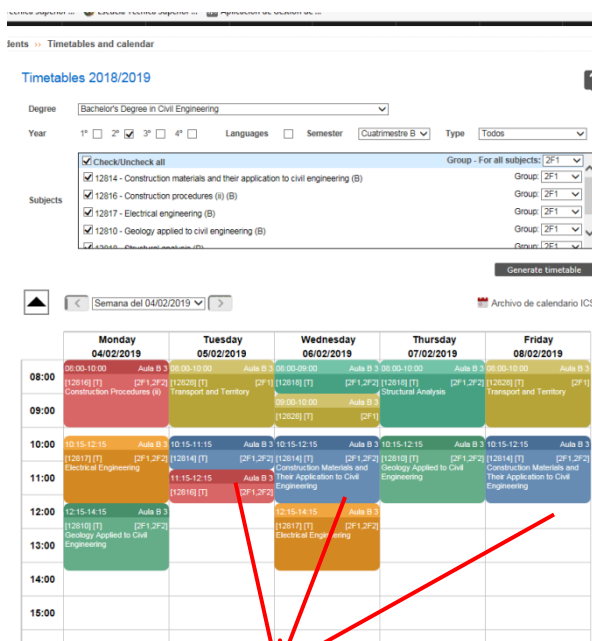 dents ›› Timetables and calendar
Timetables 2018/2019
Degree Bachelor's Degree in Civil Engineering
Year 1º 2º 3º 4º Languages Semester Cuatrimestre B Type Todos
Check/Uncheck all Group - For all subjects: 2F1
Subjects
12814 - Construction materials and their application to civil engineering (B) Group: 2F1
12816 - Construction procedures (ii) (B) Group: 2F1
12817 - Electrical engineering (B) Group: 2F1
12810 - Geology applied to civil engineering (B) Group: 2F1
12818 - Structural analysis (B) Group: 2F1
Generate timetable
Semana del 04/02/2019 Archivo de calendario ICS
Monday Tuesday Wednesday Thursday Friday
04/02/2019 05/02/2019 06/02/2019 07/02/2019 08/02/2019
08:00
09:00
10:00
11:00
12:00
13:00
14:00
15:00
08:00-10:00 Aula B 3
[12816] [T] [2F1,2F2]
Construction Procedures (ii)
10:15-12:15 Aula B 3
[12817] [T] [2F1,2F2]
Electrical Engineering
12:15-14:15 Aula B 3
[12810] [T] [2F1,2F2]
Geology Applied to Civil
Engineering
08:00-10:00 Aula B 3
[12828] [T] [2F1]
Transport and Territory
10:15-11:15 Aula B 3
[12814] [T] [2F1,2F2]
11:15-12:15 Aula B 3
[12816] [T] [2F1,2F2]
08:00-09:00 Aula B 3
[12818] [T] [2F1,2F2]
09:00-10:00 Aula B 3
[12828] [T] [2F1]
10:15-12:15 Aula B 3
[12814] [T] [2F1,2F2]
Construction Materials and
Their Application to Civil
Engineering
12:15-14:15 Aula B 3
[12817] [T] [2F1,2F2]
Electrical Engineering
08:00-10:00 Aula B 3
[12818] [T] [2F1,2F2]
Structural Analysis
10:15-12:15 Aula B 3
[12810] [T] [2F1,2F2]
Geology Applied to Civil
Engineering
08:00-10:00 Aula B 3
[12828] [T] [2F1]
Transport and Territory
10:15-12:15 Aula B 3
[12814] [T] [2F1,2F2]
Construction Materials and
Their Application to Civil
Engineering